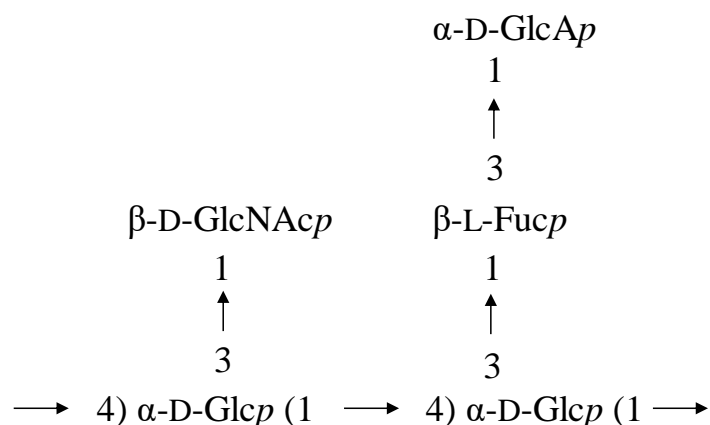 α-D-GlcAp
1
3
β-D-GlcNAcp β-L-Fucp
1 1
3 3
4) α-D-Glcp (1 4) α-D-Glcp (1